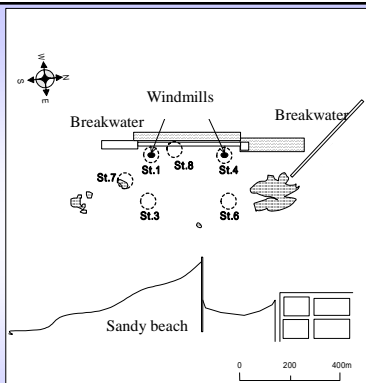 W
S N
E
Windmills
Breakwater
Breakwater
St.1
St.8
St.4
St.7
St.3
St.6
Sandy beach
0 200 400m